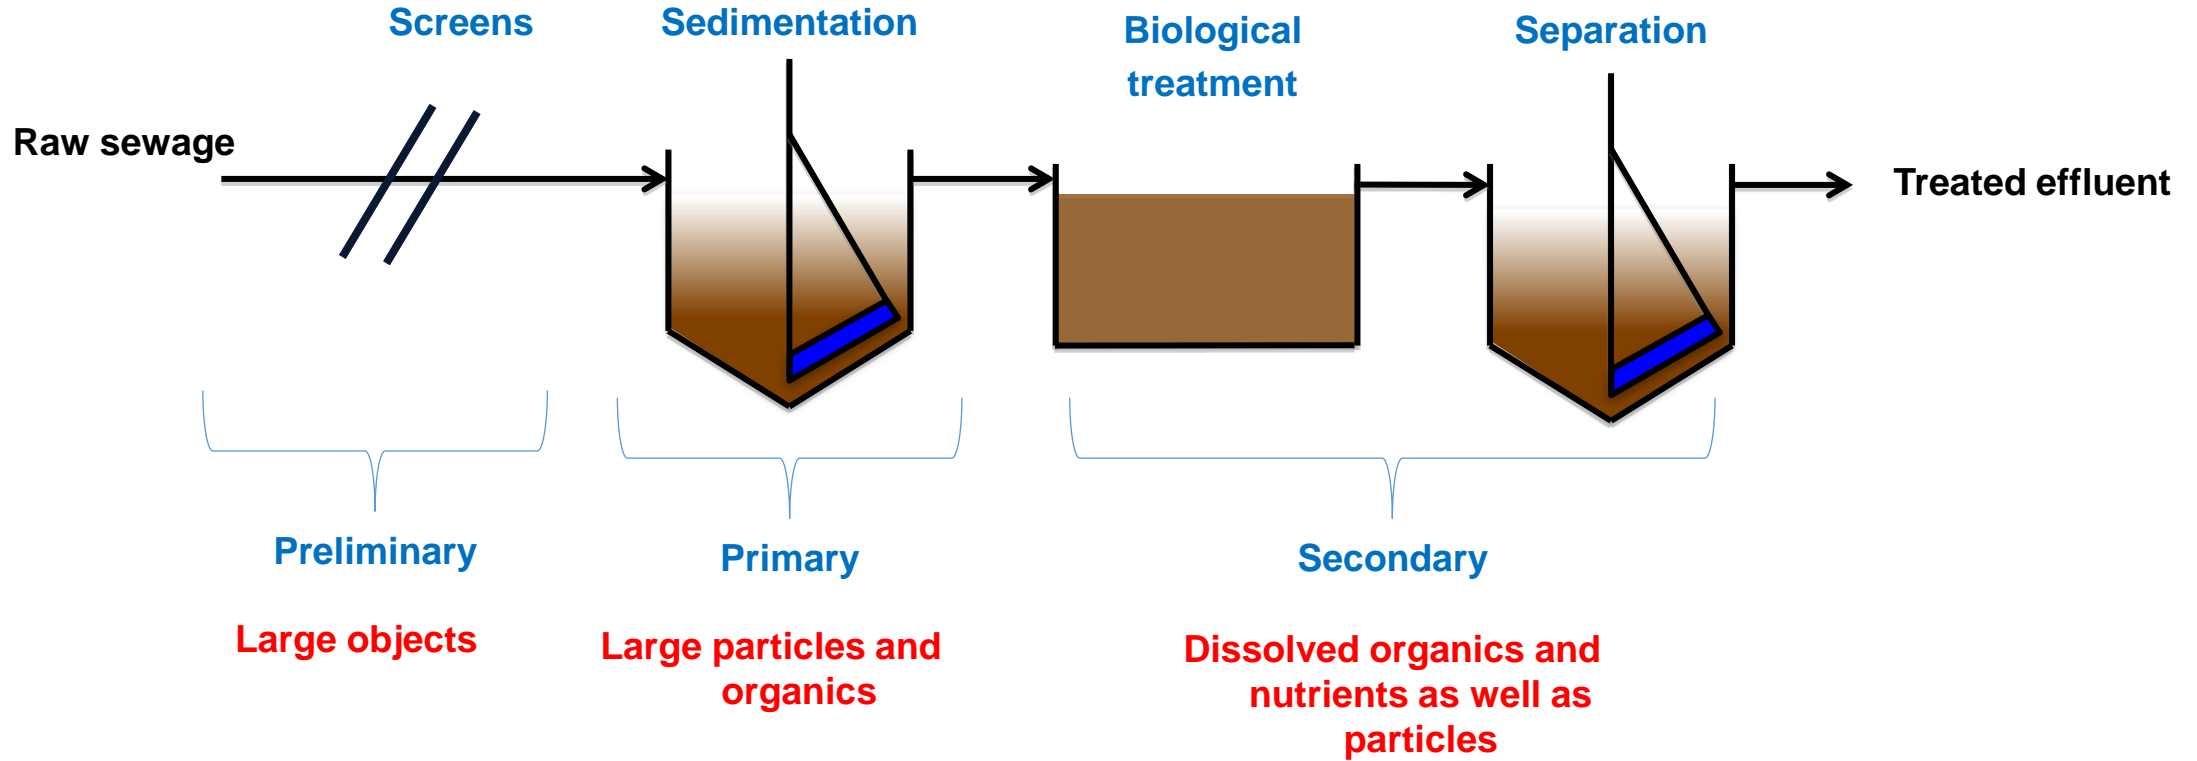 Screens
Sedimentation
Biological
treatment
Separation
Raw sewage
Treated effluent
Preliminary
Primary
Secondary
Large objects
Large particles and
organics
Dissolved organics and
nutrients as well as
particles